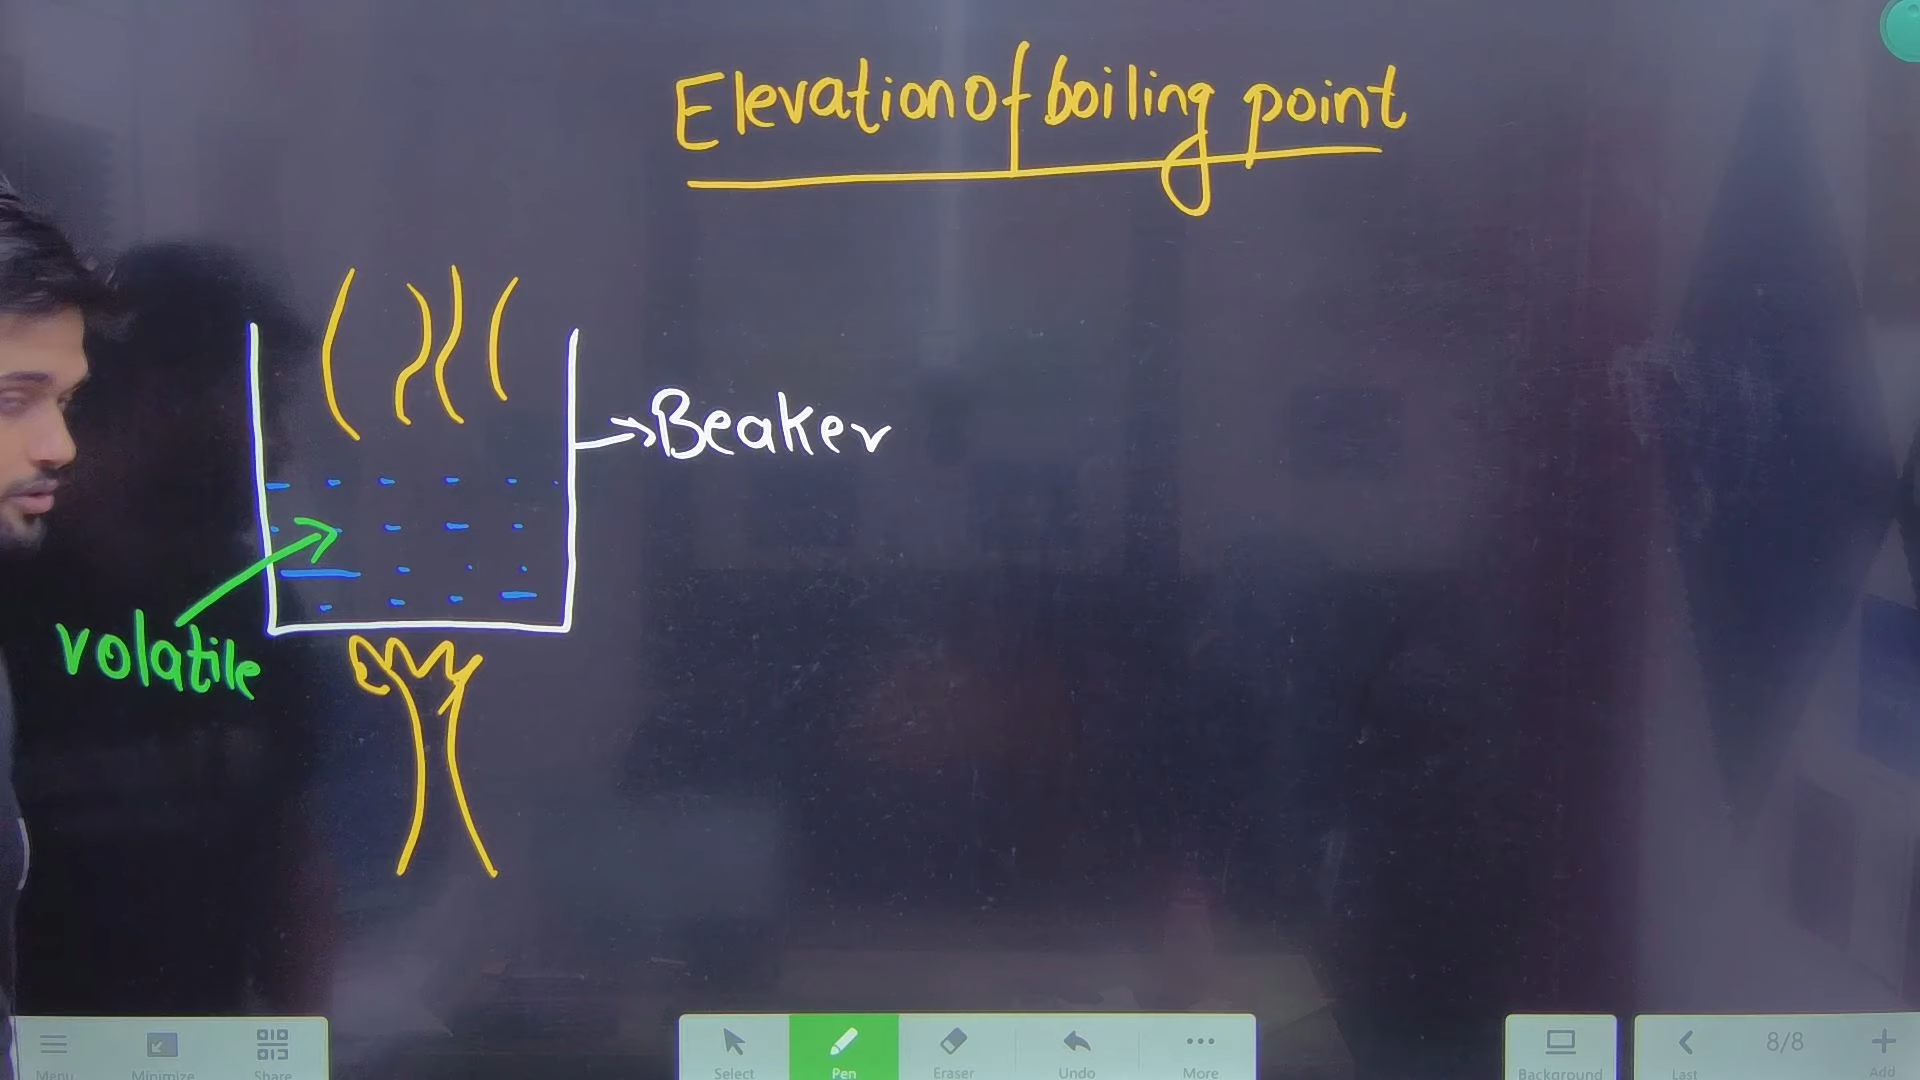 Elevation of boiling point
Beaker
volatile
Menu
Minimize
Share
Select
Pen
Eraser
Undo
More
Background
Last
8/8
Add